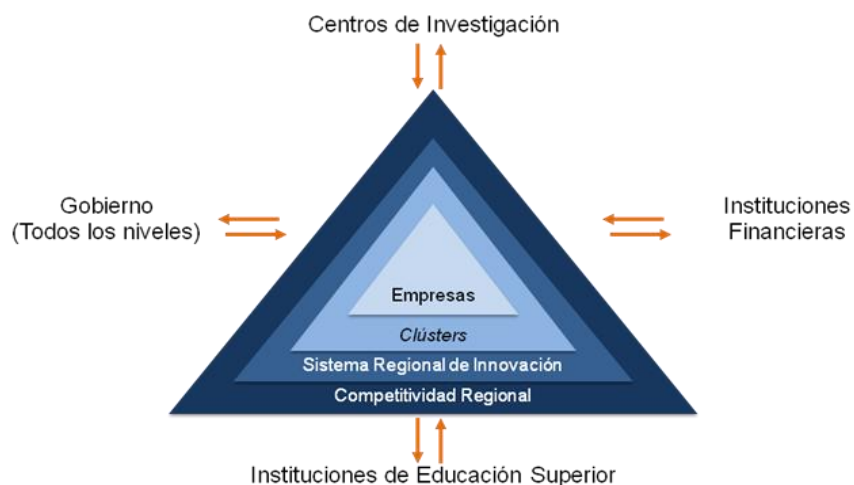 Centros de Investigación
Gobierno
(Todos los niveles)
Instituciones
Financieras
Empresas
Clústers
Sistema Regional de Innovación
Competitividad Regional
Instituciones de Educación Superior